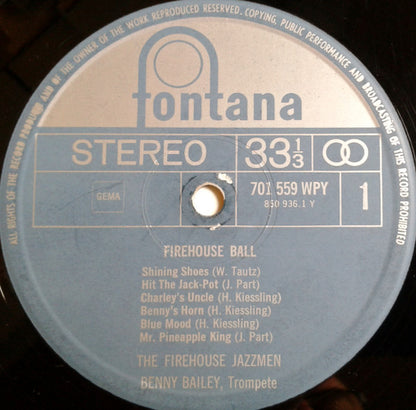 ALL RIGHTS OF THE RECORD PRODUCER AND OF THE OWNER OF THE WORK REPRODUCED RESERVED. COPYING, PUBLIC PERFORMANCE AND BROADCASTING OF THIS RECORD PROHIBITED
fontana
STEREO 33⅓
GEMA 701 559 WPY 1
850 936.1 Y
FIREHOUSE BALL
Shining Shoes (W. Tautz)
Hit The Jack-Pot (J. Part)
Charley's Uncle (H. Kiessling)
Benny's Horn (H. Kiessling)
Blue Mood (H. Kiessling)
Mr. Pineapple King (J. Part)
THE FIREHOUSE JAZZMEN
BENNY BAILEY, Trompete